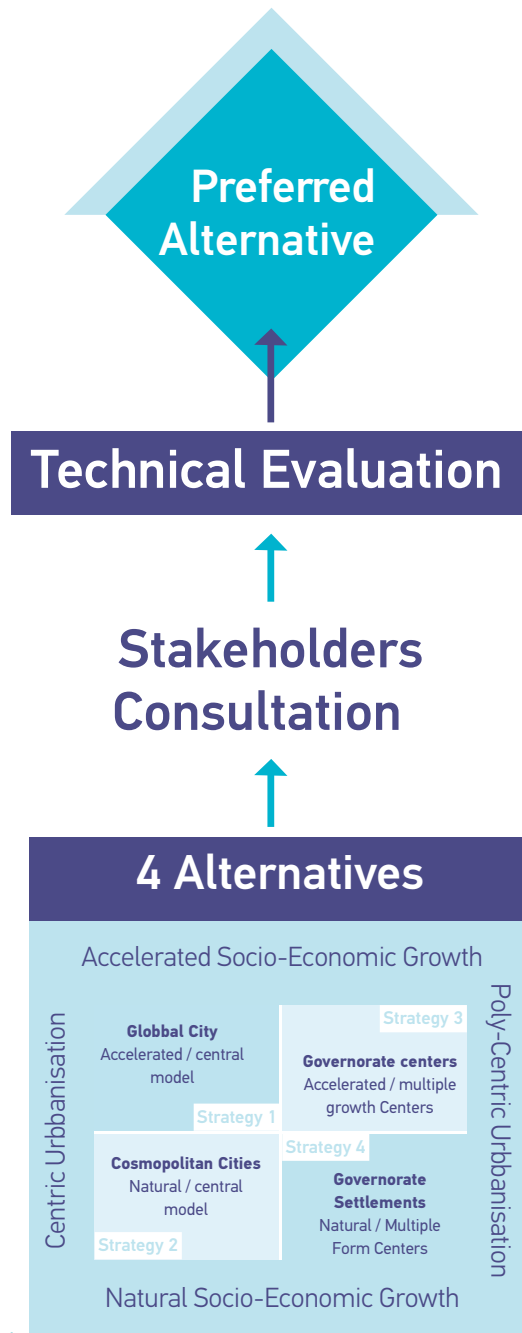 Preferred
Alternative
Technical Evaluation
Stakeholders
Consultation
4 Alternatives
Accelerated Socio-Economic Growth
Centric Urbbanisation
Globbal City
Accelerated / central
model
Strategy 1
Strategy 3
Governorate centers
Accelerated / multiple
growth Centers
Poly-Centric Urbbanisation
Cosmopolitan Cities
Natural / central
model
Strategy 2
Strategy 4
Governorate
Settlements
Natural / Multiple
Form Centers
Natural Socio-Economic Growth